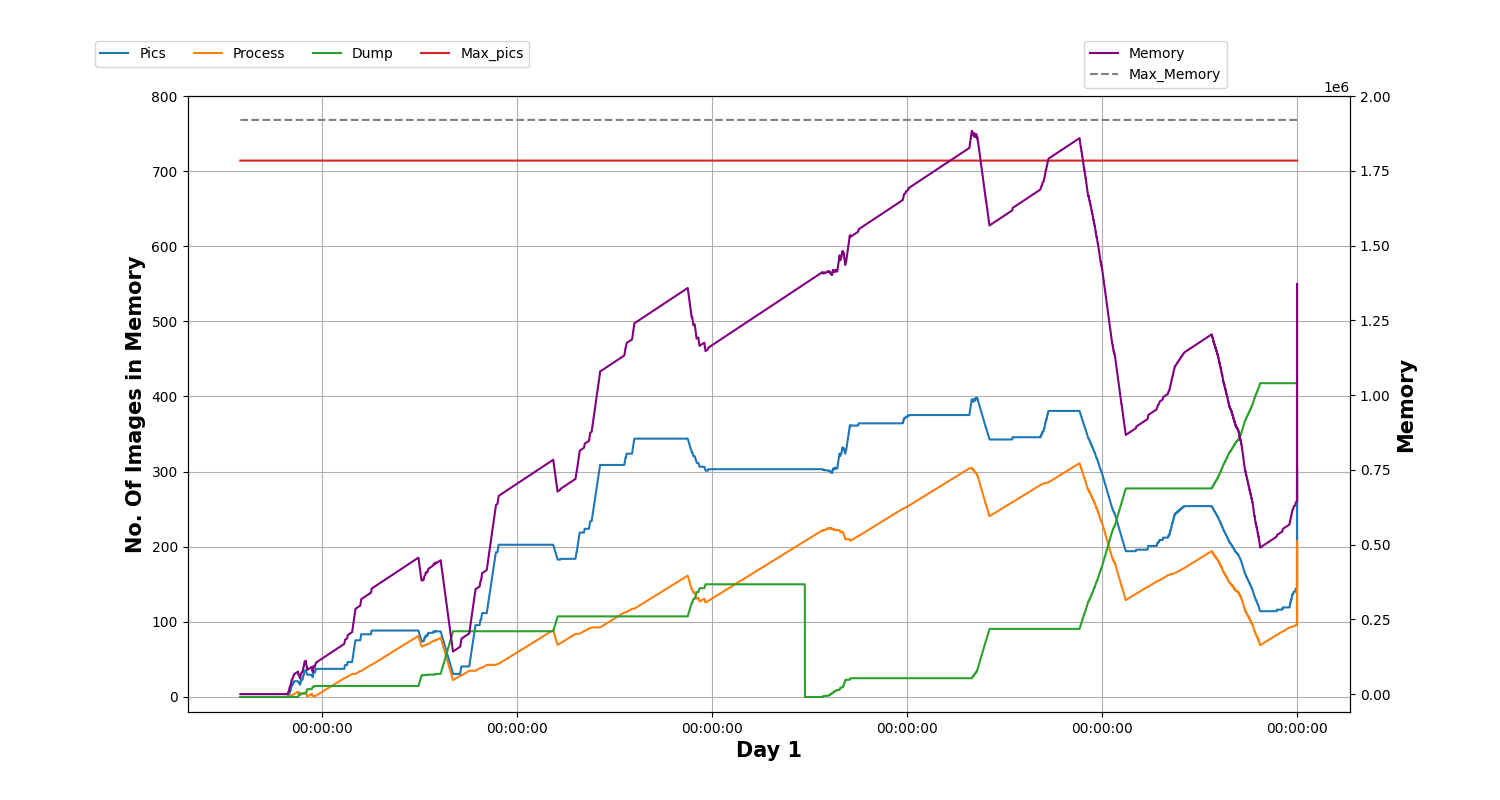 Pics Process Dump Max_pics
Memory
Max_Memory
1e6
800
700
600
500
400
300
200
100
0
No. Of Images in Memory
2.00
1.75
1.50
1.25
1.00
0.75
0.50
0.25
0.00
Memory
00:00:00 00:00:00 00:00:00 00:00:00 00:00:00 00:00:00
Day 1